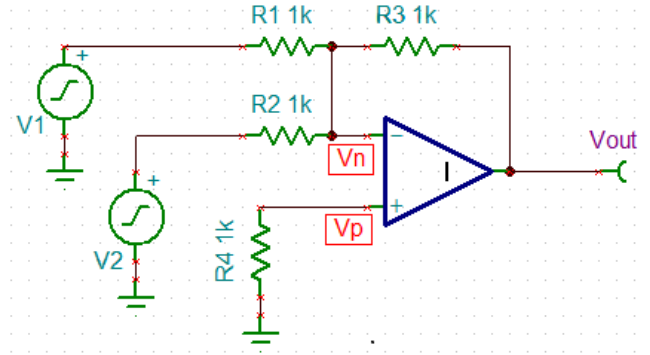 R1 1k
R3 1k
+
V1
R2 1k
Vn
−
Vout
+
V2
R4 1k
Vp
+
I